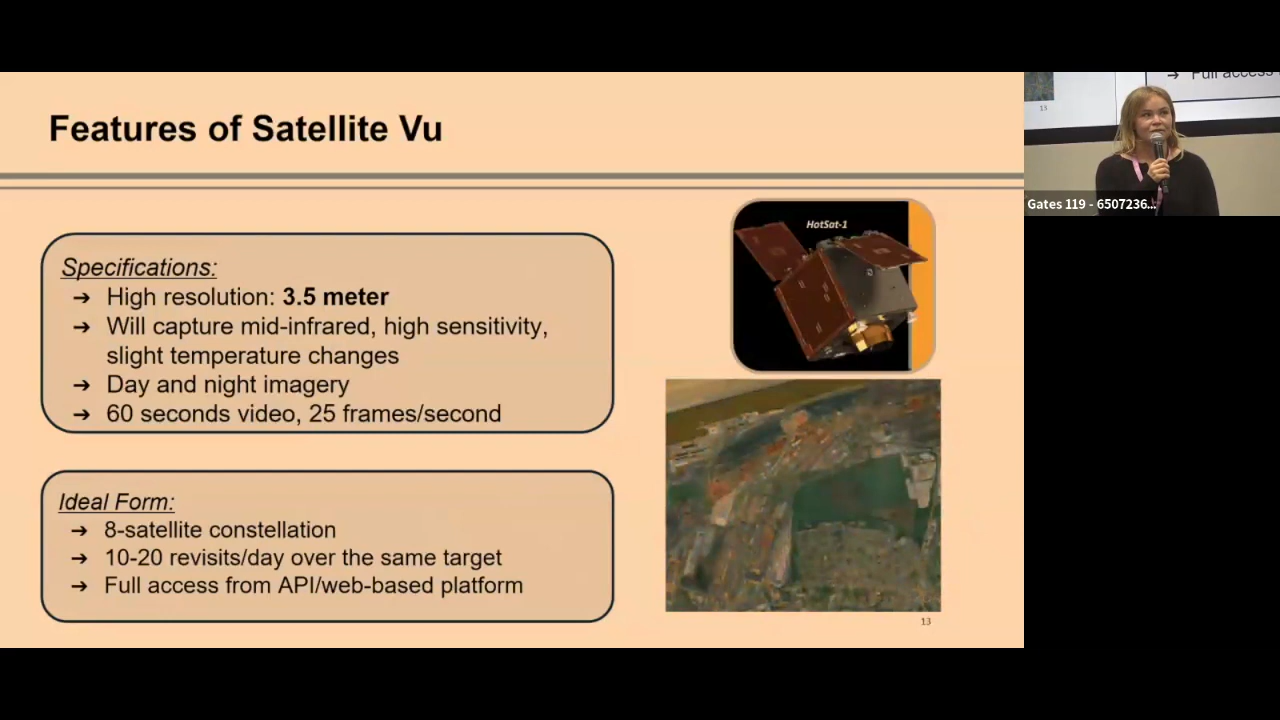 Features of Satellite Vu
Specifications:
➔ High resolution: 3.5 meter
➔ Will capture mid-infrared, high sensitivity,
slight temperature changes
➔ Day and night imagery
➔ 60 seconds video, 25 frames/second
Ideal Form:
➔ 8-satellite constellation
➔ 10-20 revisits/day over the same target
➔ Full access from API/web-based platform
HotSat-1
13
➔ Full access
13
Gates 119 - 6507236...